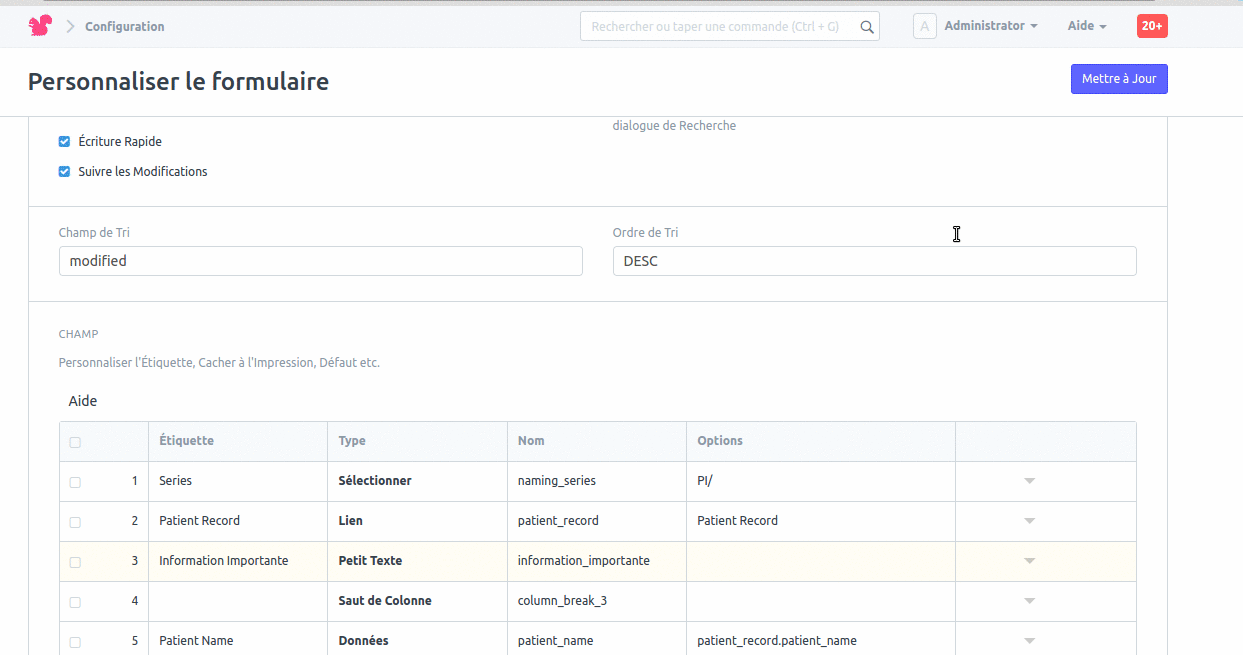 Configuration
Rechercher ou taper une commande (Ctrl + G)
A
Administrator
Aide
20+
Personnaliser le formulaire
Mettre à Jour
dialogue de Recherche
Écriture Rapide
Suivre les Modifications
Champ de Tri
Ordre de Tri
modified
DESC
CHAMP
Personnaliser l'Étiquette, Cacher à l'Impression, Défaut etc.
Aide
Étiquette Type Nom Options
1 Series Sélectionner naming_series PI/
2 Patient Record Lien patient_record Patient Record
3 Information Importante Petit Texte information_importante
4 Saut de Colonne column_break_3
5 Patient Name Données patient_name patient_record.patient_name